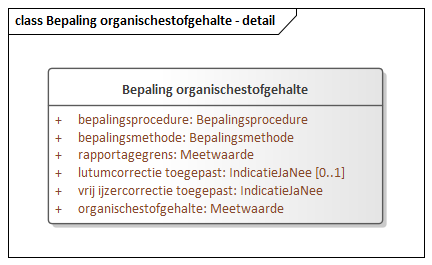 class Bepaling organischestofgehalte - detail
Bepaling organischestofgehalte
+ bepalingsprocedure: Bepalingsprocedure
+ bepalingsmethode: Bepalingsmethode
+ rapportagegrens: Meetwaarde
+ lutumcorrectie toegepast: IndicatieJaNee [0..1]
+ vrij ijzercorrectie toegepast: IndicatieJaNee
+ organischestofgehalte: Meetwaarde